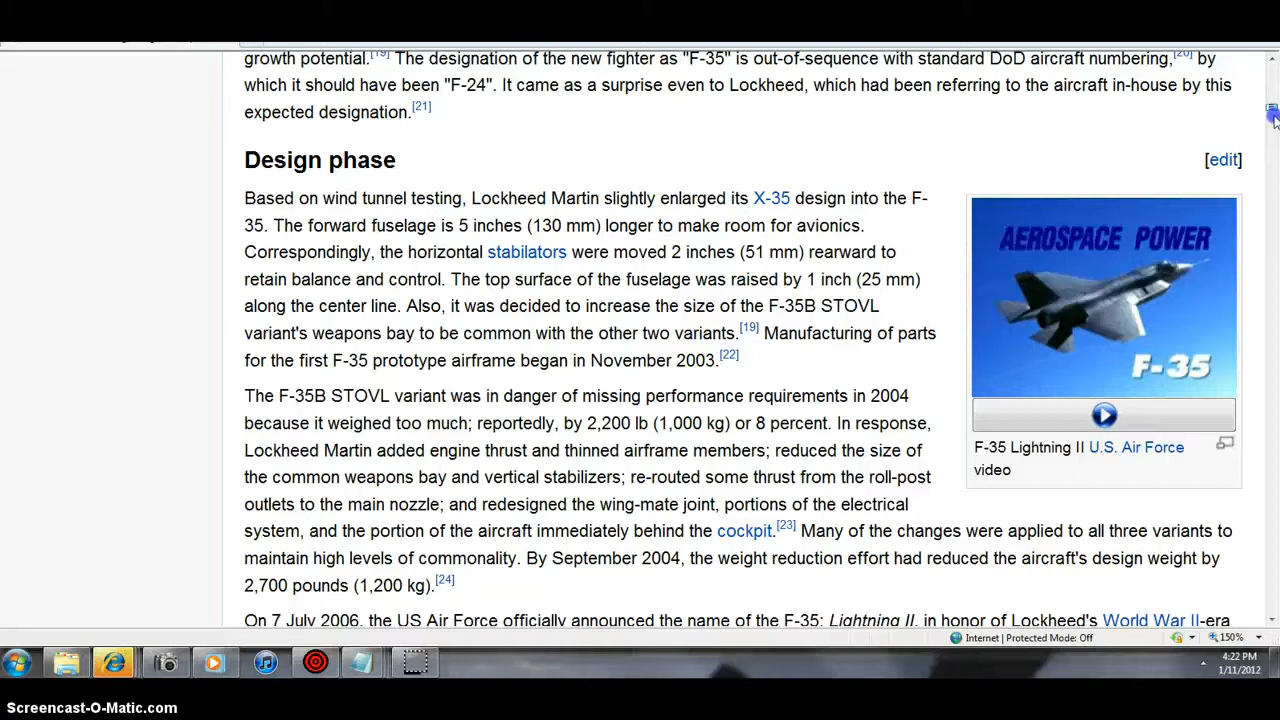 growth potential.[19] The designation of the new fighter as "F-35" is out-of-sequence with standard DoD aircraft numbering,[20] by
which it should have been "F-24". It came as a surprise even to Lockheed, which had been referring to the aircraft in-house by this
expected designation.[21]
Design phase
[edit]
Based on wind tunnel testing, Lockheed Martin slightly enlarged its X-35 design into the F-
35. The forward fuselage is 5 inches (130 mm) longer to make room for avionics.
Correspondingly, the horizontal stabilators were moved 2 inches (51 mm) rearward to
retain balance and control. The top surface of the fuselage was raised by 1 inch (25 mm)
along the center line. Also, it was decided to increase the size of the F-35B STOVL
variant's weapons bay to be common with the other two variants.[19] Manufacturing of parts
for the first F-35 prototype airframe began in November 2003.[22]
AEROSPACE POWER
F-35
F-35 Lightning II U.S. Air Force
video
The F-35B STOVL variant was in danger of missing performance requirements in 2004
because it weighed too much; reportedly, by 2,200 lb (1,000 kg) or 8 percent. In response,
Lockheed Martin added engine thrust and thinned airframe members; reduced the size of
the common weapons bay and vertical stabilizers; re-routed some thrust from the roll-post
outlets to the main nozzle; and redesigned the wing-mate joint, portions of the electrical
system, and the portion of the aircraft immediately behind the cockpit.[23] Many of the changes were applied to all three variants to
maintain high levels of commonality. By September 2004, the weight reduction effort had reduced the aircraft's design weight by
2,700 pounds (1,200 kg).[24]
On 7 July 2006, the US Air Force officially announced the name of the F-35: Lightning II, in honor of Lockheed's World War II-era
Internet | Protected Mode: Off
150%
4:22 PM
1/11/2012
Screencast-O-Matic.com